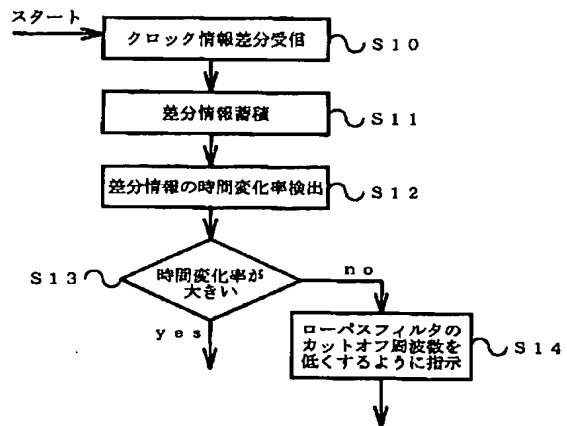 スタート
クロック情報差分受信
S10
差分情報蓄積
S11
差分情報の時間変化率検出
S12
S13
時間変化率が
大きい
no
yes
ローパスフィルタの
カットオフ周波数を
低くするように指示
S14